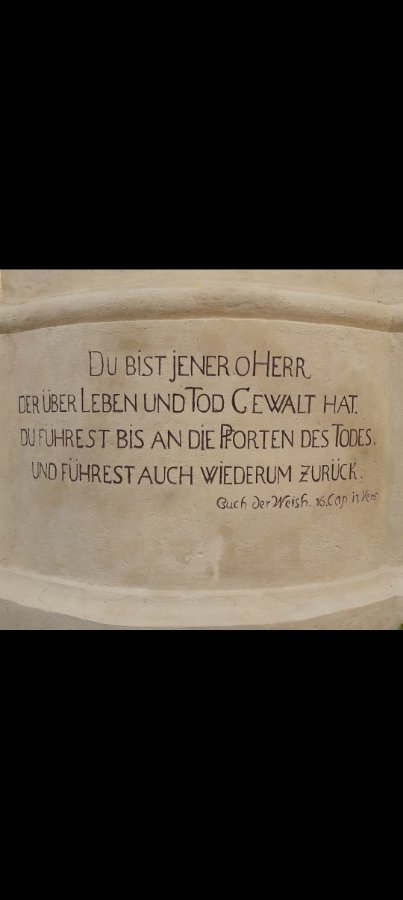 DU BIST JENER O HERR
DER ÜBER LEBEN UND TOD GEWALT HAT.
DU FÜHREST BIS AN DIE PFORTEN DES TODES.
UND FÜHREST AUCH WIEDERUM ZURÜCK.
Buch der Weish. 16. Cap 13 Vers